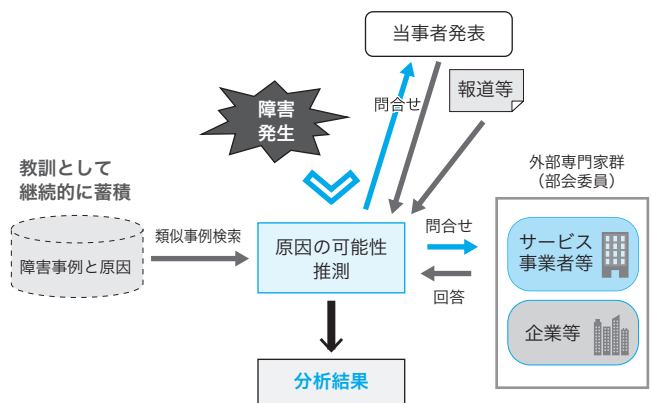 当事者発表
障害
発生
問合せ
報道等
教訓として
継続的に蓄積
外部専門家群
（部会委員）
障害事例と原因
類似事例検索
原因の可能性
推測
問合せ
回答
サービス
事業者等
企業等
分析結果